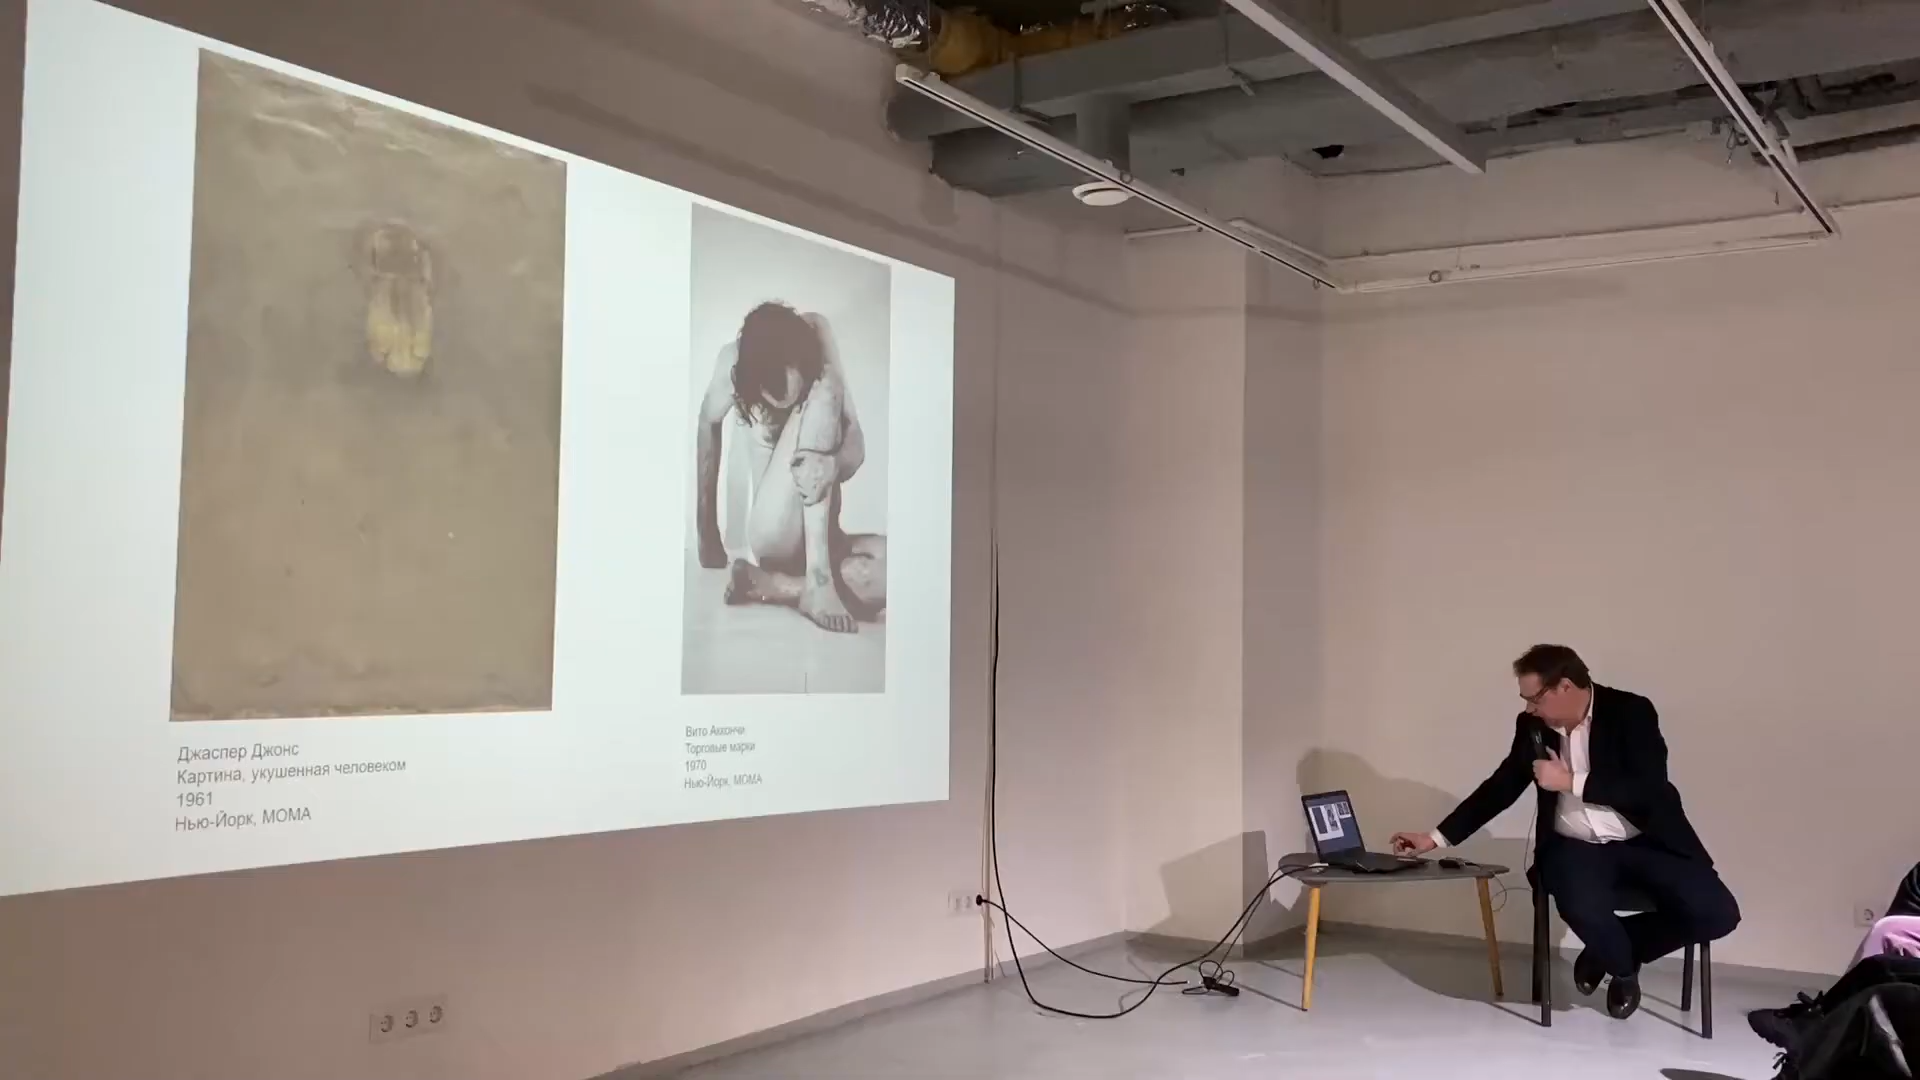 Джаспер Джонс
Картина, укушенная человеком
1961
Нью-Йорк, МОМА
Вито Аккончи
Торговые марки
1970
Нью-Йорк, МОМА